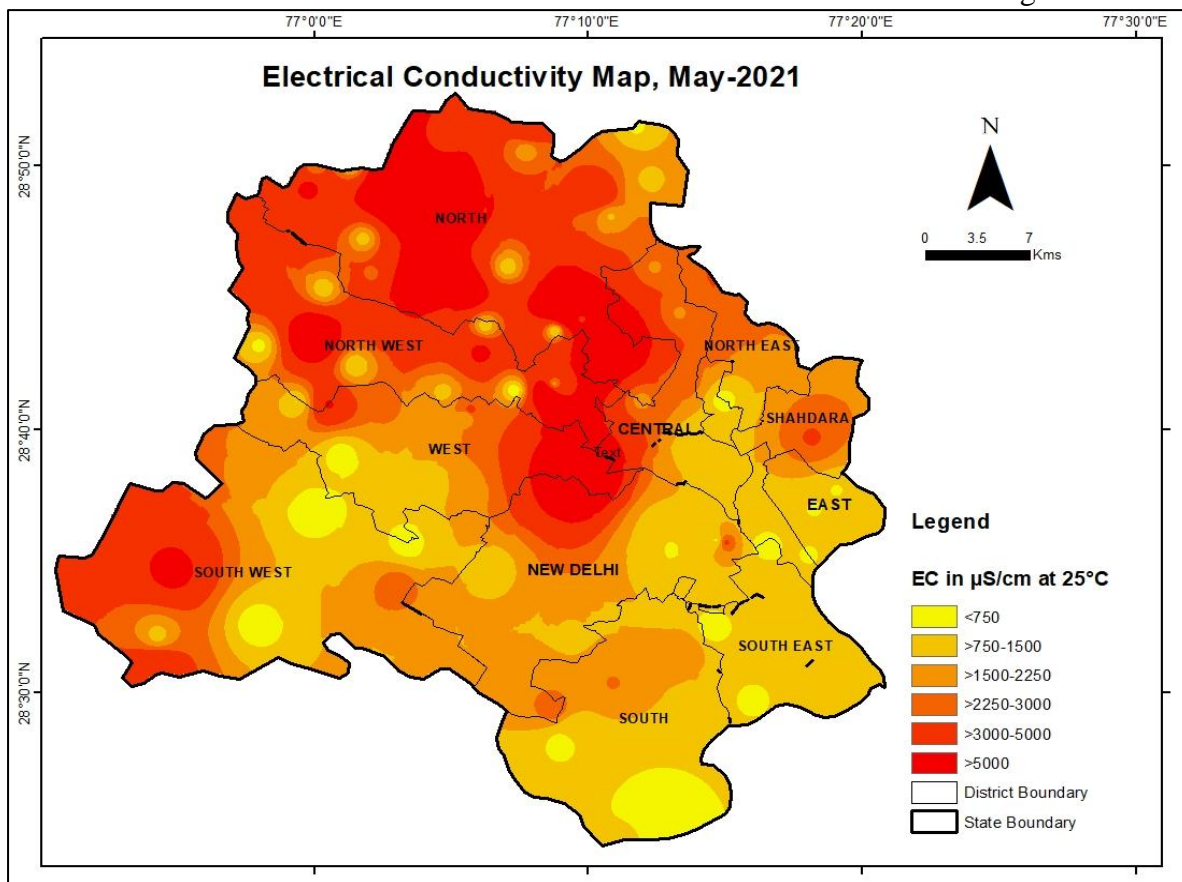 77°0'0"E
77°10'0"E
77°20'0"E
77°30'0"E
Electrical Conductivity Map, May-2021
N
0 3.5 7
Kms
28°50'0"N
28°40'0"N
28°30'0"N
NORTH
NORTH WEST
NORTH EAST
SHAHDARA
CENTRAL
Text
WEST
EAST
SOUTH WEST
NEW DELHI
SOUTH EAST
SOUTH
Legend
EC in µS/cm at 25°C
<750
>750-1500
>1500-2250
>2250-3000
>3000-5000
>5000
District Boundary
State Boundary